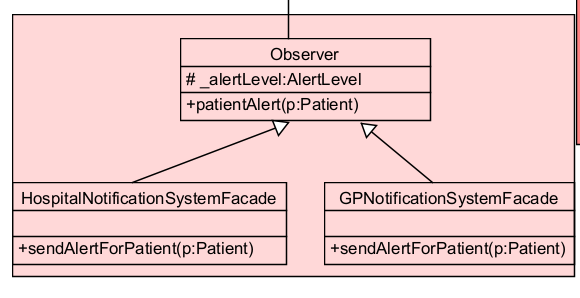 Observer
# _alertLevel:AlertLevel
+patientAlert(p:Patient)
HospitalNotificationSystemFacade
+sendAlertForPatient(p:Patient)
GPNotificationSystemFacade
+sendAlertForPatient(p:Patient)